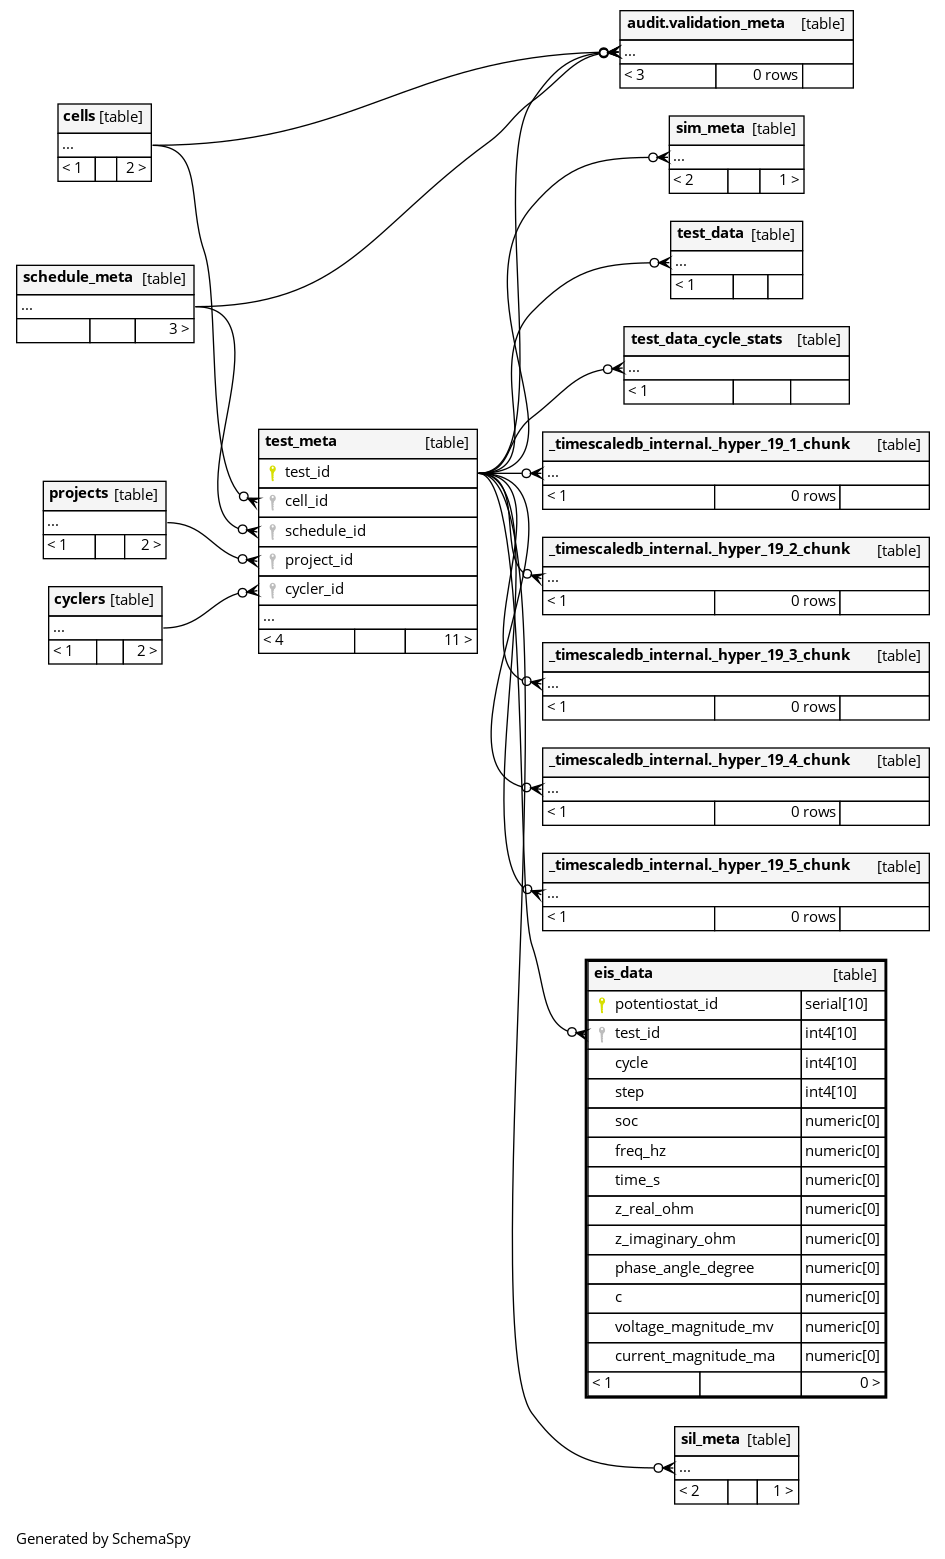 audit.validation_meta [table]
...
< 3 0 rows
cells [table]
...
< 1 2 >
sim_meta [table]
...
< 2 1 >
test_data [table]
...
< 1
schedule_meta [table]
...
3 >
test_data_cycle_stats [table]
...
< 1
test_meta [table]
test_id
cell_id
schedule_id
project_id
cycler_id
...
< 4 11 >
_timescaledb_internal._hyper_19_1_chunk [table]
...
< 1 0 rows
projects [table]
...
< 1 2 >
_timescaledb_internal._hyper_19_2_chunk [table]
...
< 1 0 rows
cyclers [table]
...
< 1 2 >
_timescaledb_internal._hyper_19_3_chunk [table]
...
< 1 0 rows
_timescaledb_internal._hyper_19_4_chunk [table]
...
< 1 0 rows
_timescaledb_internal._hyper_19_5_chunk [table]
...
< 1 0 rows
eis_data [table]
potentiostat_id serial[10]
test_id int4[10]
cycle int4[10]
step int4[10]
soc numeric[0]
freq_hz numeric[0]
time_s numeric[0]
z_real_ohm numeric[0]
z_imaginary_ohm numeric[0]
phase_angle_degree numeric[0]
c numeric[0]
voltage_magnitude_mv numeric[0]
current_magnitude_ma numeric[0]
< 1 0 >
sil_meta [table]
...
< 2 1 >
Generated by SchemaSpy